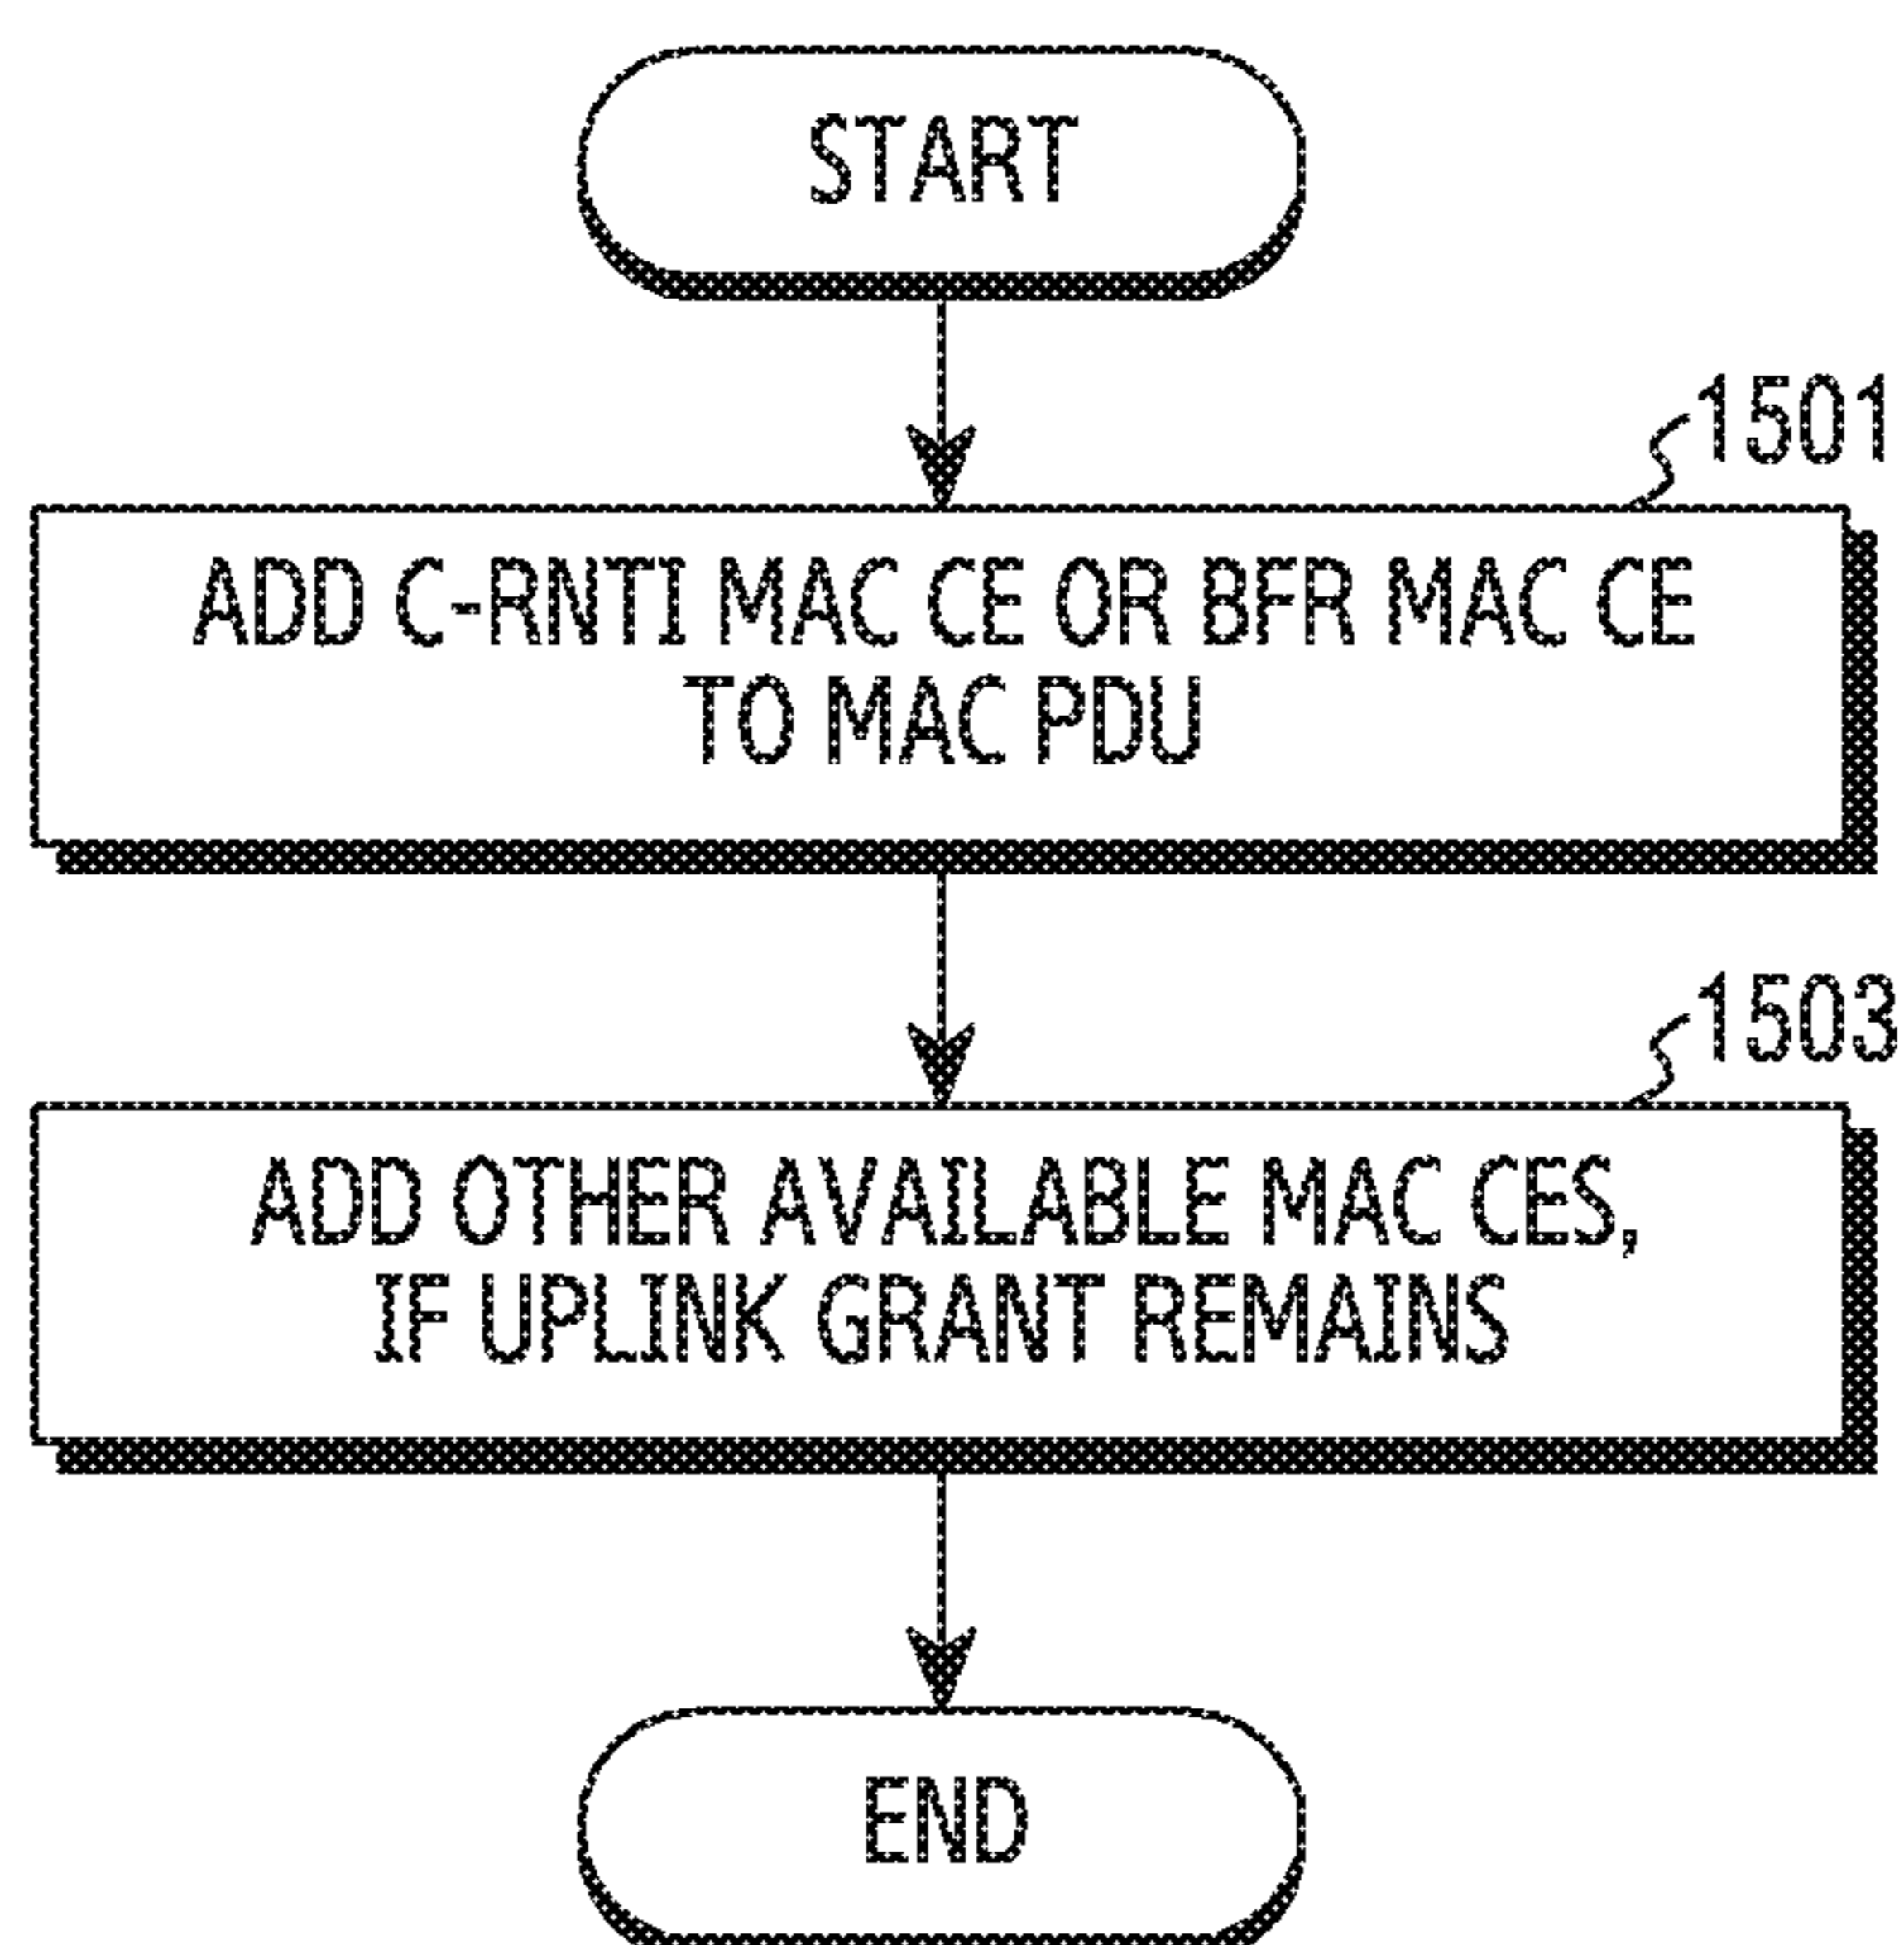 START
1501
ADD C-RNTI MAC CE OR BFR MAC CE
TO MAC PDU
1503
ADD OTHER AVAILABLE MAC CES,
IF UPLINK GRANT REMAINS
END